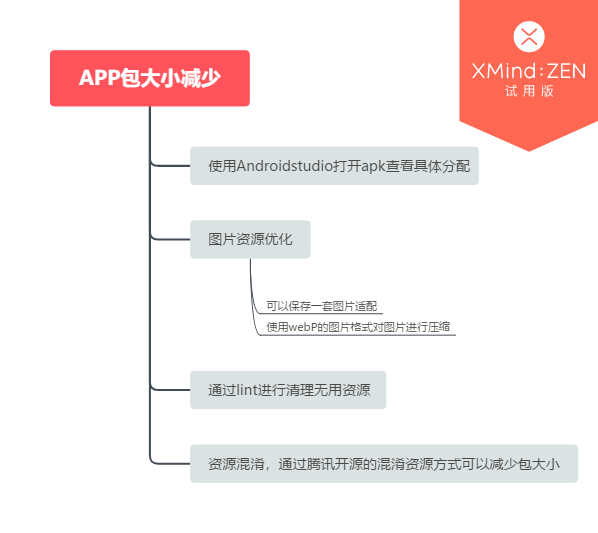 XMind:ZEN
试用版
APP包大小减少
使用Androidstudio打开apk查看具体分配
图片资源优化
可以保存一套图片适配
使用webP的图片格式对图片进行压缩
通过lint进行清理无用资源
资源混淆，通过腾讯开源的混淆资源方式可以减少包大小